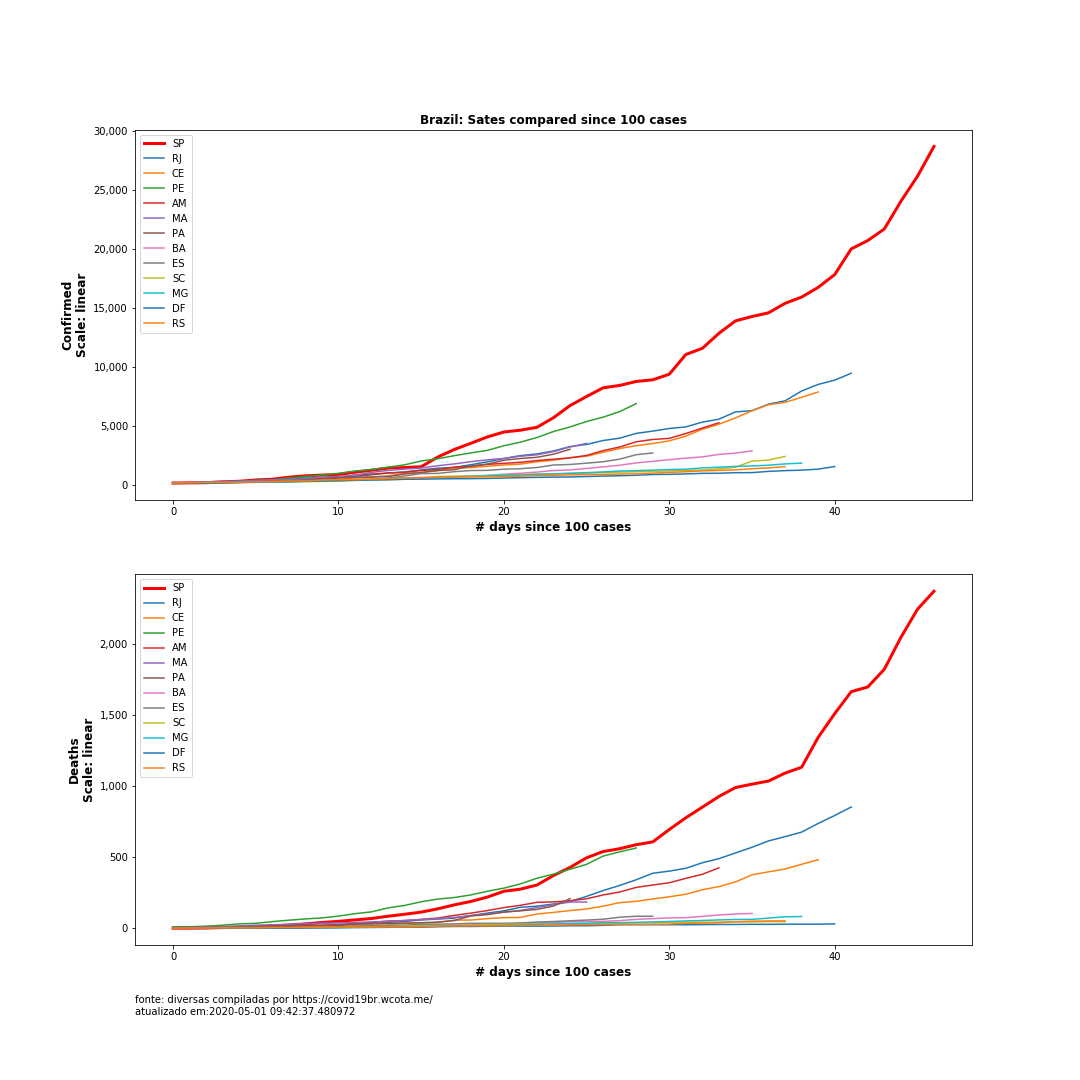 Brazil: Sates compared since 100 cases
30,000
25,000
20,000
15,000
10,000
5,000
0
Confirmed
Scale: linear
SP
RJ
CE
PE
AM
MA
PA
BA
ES
SC
MG
DF
RS
0 10 20 30 40
# days since 100 cases
2,000
1,500
1,000
500
0
Deaths
Scale: linear
SP
RJ
CE
PE
AM
MA
PA
BA
ES
SC
MG
DF
RS
0 10 20 30 40
# days since 100 cases
fonte: diversas compiladas por https://covid19br.wcota.me/
atualizado em:2020-05-01 09:42:37.480972